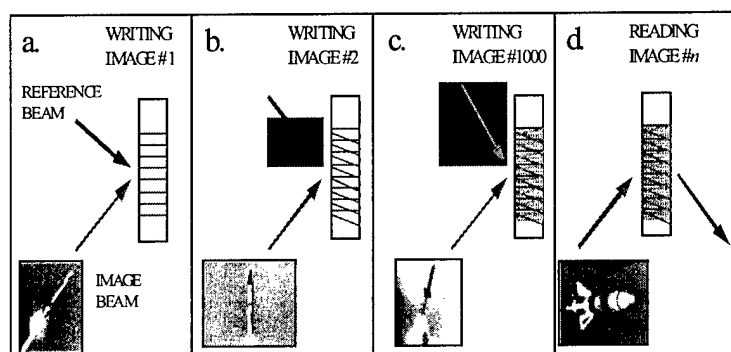 a.
WRITING
IMAGE #1
REFERENCE
BEAM
IMAGE
BEAM
b.
WRITING
IMAGE #2
c.
WRITING
IMAGE #1000
d.
READING
IMAGE #n